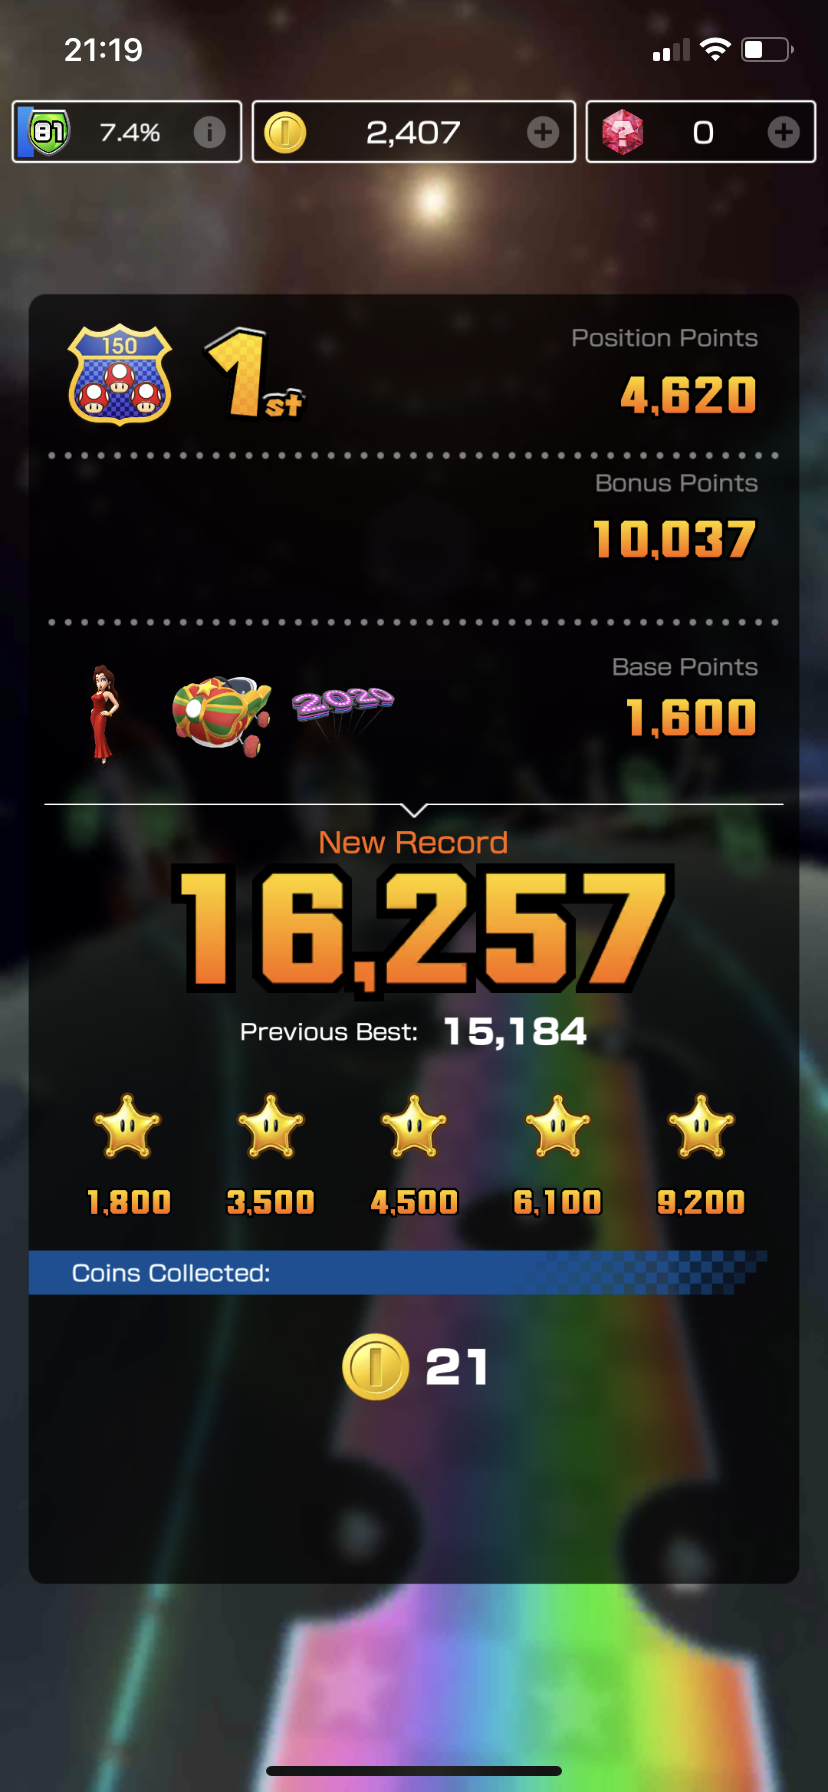 21:19
81 7.4% i 2,407 + ? 0 +
150 1st Position Points
4,620
Bonus Points
10,037
2020 Base Points
1,600
New Record
16,257
Previous Best: 15,184
1,800 3,500 4,500 6,100 9,200
Coins Collected:
21